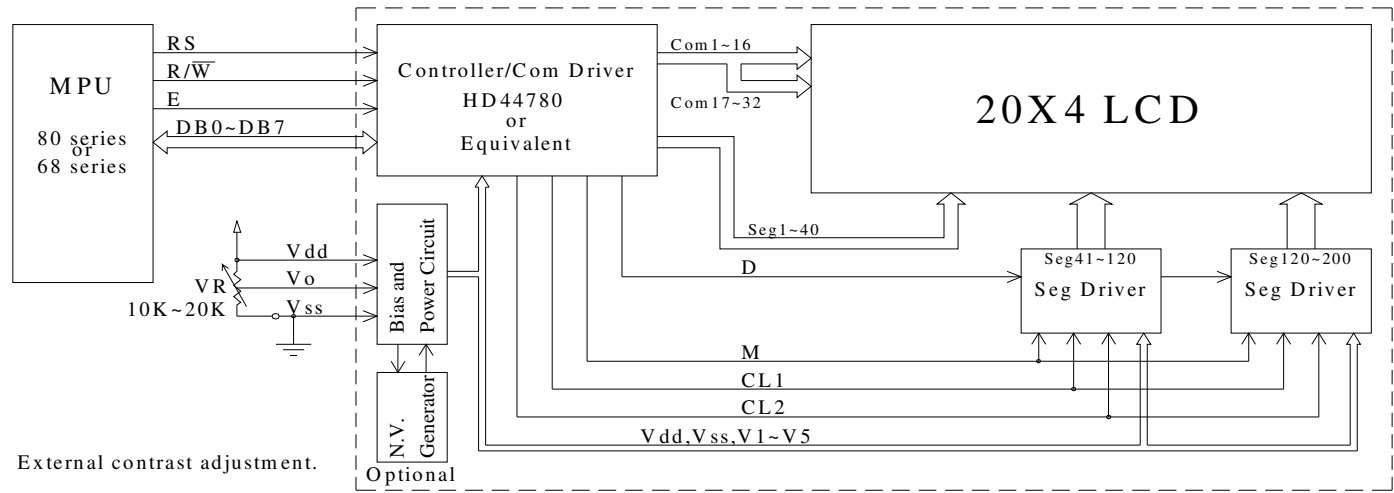 MPU
80 series
or
68 series
RS
R/W̅
E
DB0~DB7
Controller/Com Driver
HD44780
or
Equivalent
Com1~16
Com17~32
20X4 LCD
Seg1~40
D
Seg41~120
Seg Driver
Seg120~200
Seg Driver
Vdd
Vo
Vss
VR
10K~20K
Bias and
Power Circuit
N.V.
Generator
Optional
M
CL1
CL2
Vdd,Vss,V1~V5
External contrast adjustment.